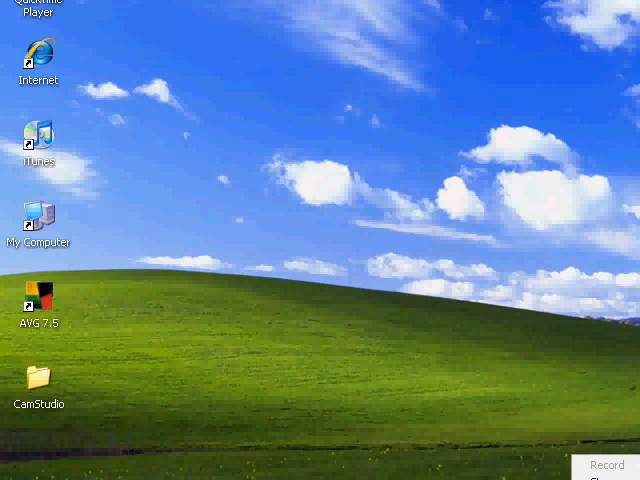 QuickTime
Player
Internet
iTunes
My Computer
AVG 7.5
CamStudio
Record